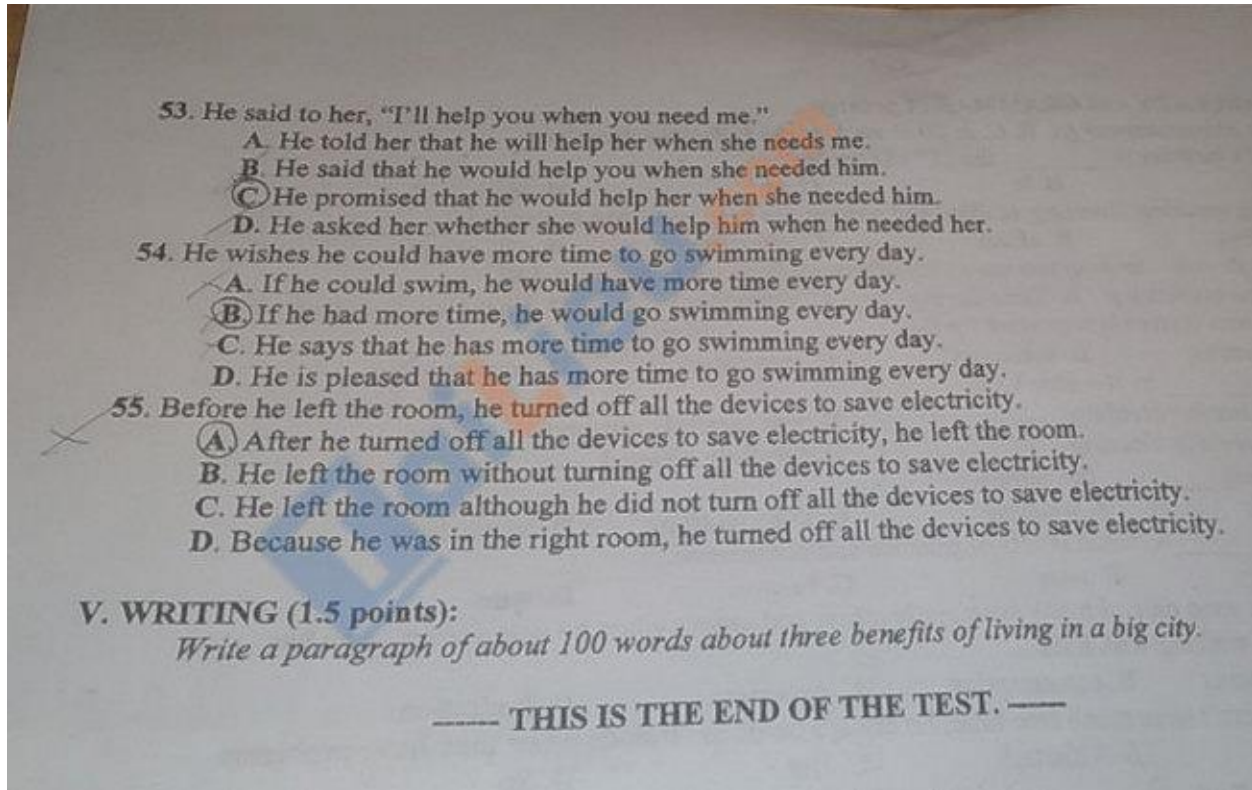 53. He said to her, “I’ll help you when you need me.”
A. He told her that he will help her when she needs me.
B. He said that he would help you when she needed him.
C He promised that he would help her when she needed him.
D. He asked her whether she would help him when he needed her.
54. He wishes he could have more time to go swimming every day.
A. If he could swim, he would have more time every day.
B. If he had more time, he would go swimming every day.
C. He says that he has more time to go swimming every day.
D. He is pleased that he has more time to go swimming every day.
55. Before he left the room, he turned off all the devices to save electricity.
A. After he turned off all the devices to save electricity, he left the room.
B. He left the room without turning off all the devices to save electricity.
C. He left the room although he did not turn off all the devices to save electricity.
D. Because he was in the right room, he turned off all the devices to save electricity.
V. WRITING (1.5 points):
Write a paragraph of about 100 words about three benefits of living in a big city.
—— THIS IS THE END OF THE TEST. ——